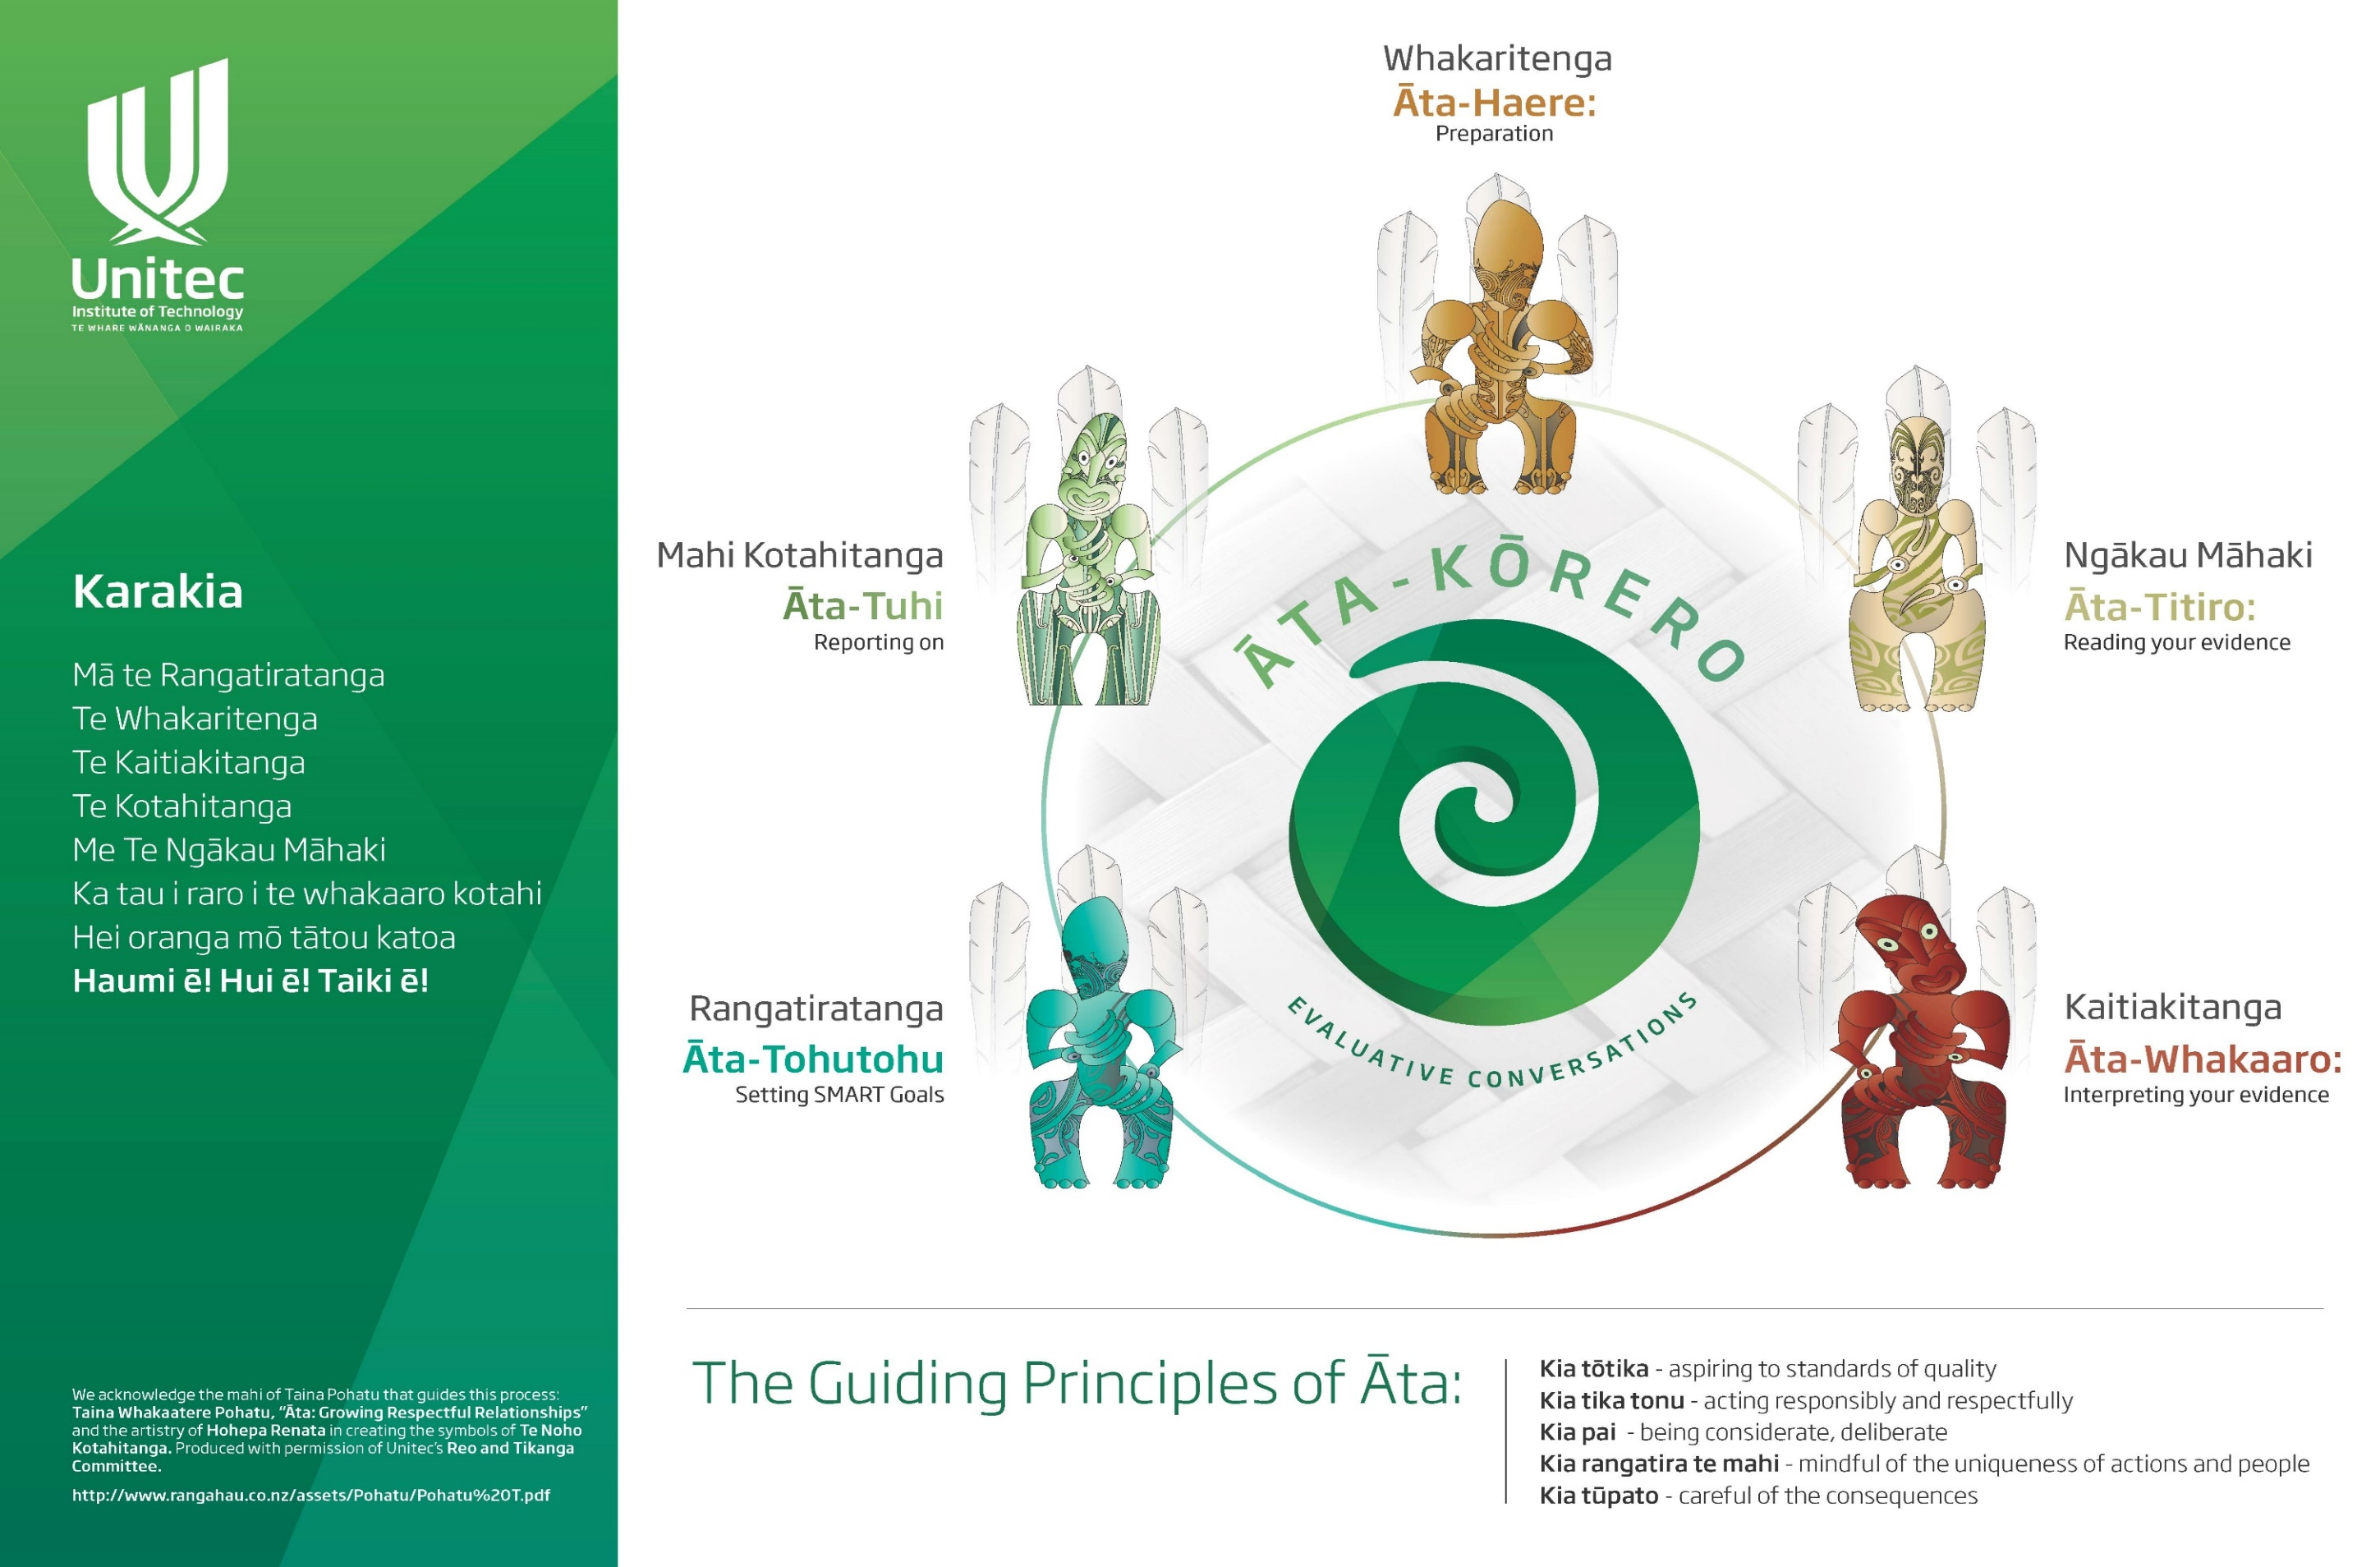 Unitec
Institute of Technology
TE WHARE WĀNANGA O WAIRAKA
Karakia
Mā te Rangatiratanga
Te Whakaritenga
Te Kaitiakitanga
Te Kotahitanga
Me Te Ngākau Māhaki
Ka tau i raro i te whakaaro kotahi
Hei oranga mō tātou katoa
Haumi ē! Hui ē! Taiki ē!
We acknowledge the mahi of Taina Pohatu that guides this process:
Taina Whakaatere Pohatu, “Āta: Growing Respectful Relationships”
and the artistry of Hohepa Renata in creating the symbols of Te Noho
Kotahitanga. Produced with permission of Unitec’s Reo and Tikanga
Committee.
http://www.rangahau.co.nz/assets/Pohatu/Pohatu%20T.pdf
Whakaritenga
Āta-Haere:
Preparation
Ngākau Māhaki
Āta-Titiro:
Reading your evidence
Kaitiakitanga
Āta-Whakaaro:
Interpreting your evidence
Rangatiratanga
Āta-Tohutohu
Setting SMART Goals
Mahi Kotahitanga
Āta-Tuhi
Reporting on
ĀTA-KŌRERO
EVALUATIVE CONVERSATIONS
The Guiding Principles of Āta:
Kia tōtika - aspiring to standards of quality
Kia tika tonu - acting responsibly and respectfully
Kia pai - being considerate, deliberate
Kia rangatira te mahi - mindful of the uniqueness of actions and people
Kia tūpato - careful of the consequences